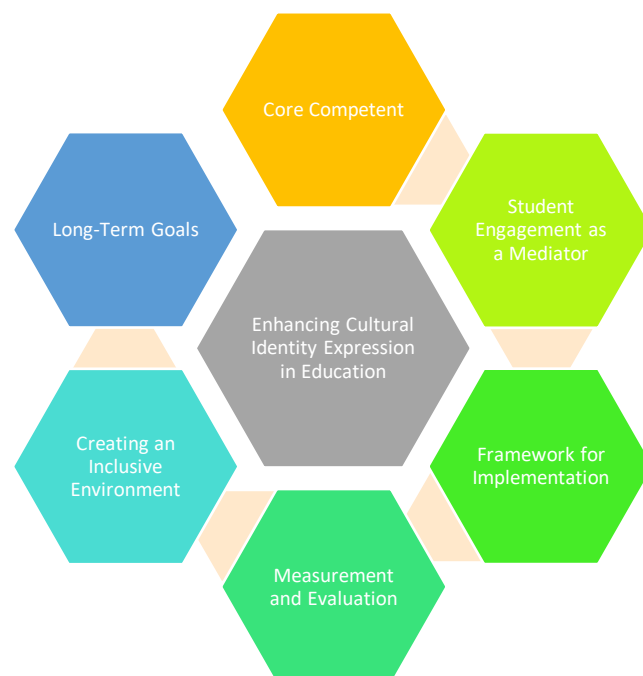 Core Competent
Student
Engagement as
a Mediator
Long-Term Goals
Enhancing Cultural
Identity Expression
in Education
Framework for
Implementation
Creating an
Inclusive
Environment
Measurement
and Evaluation